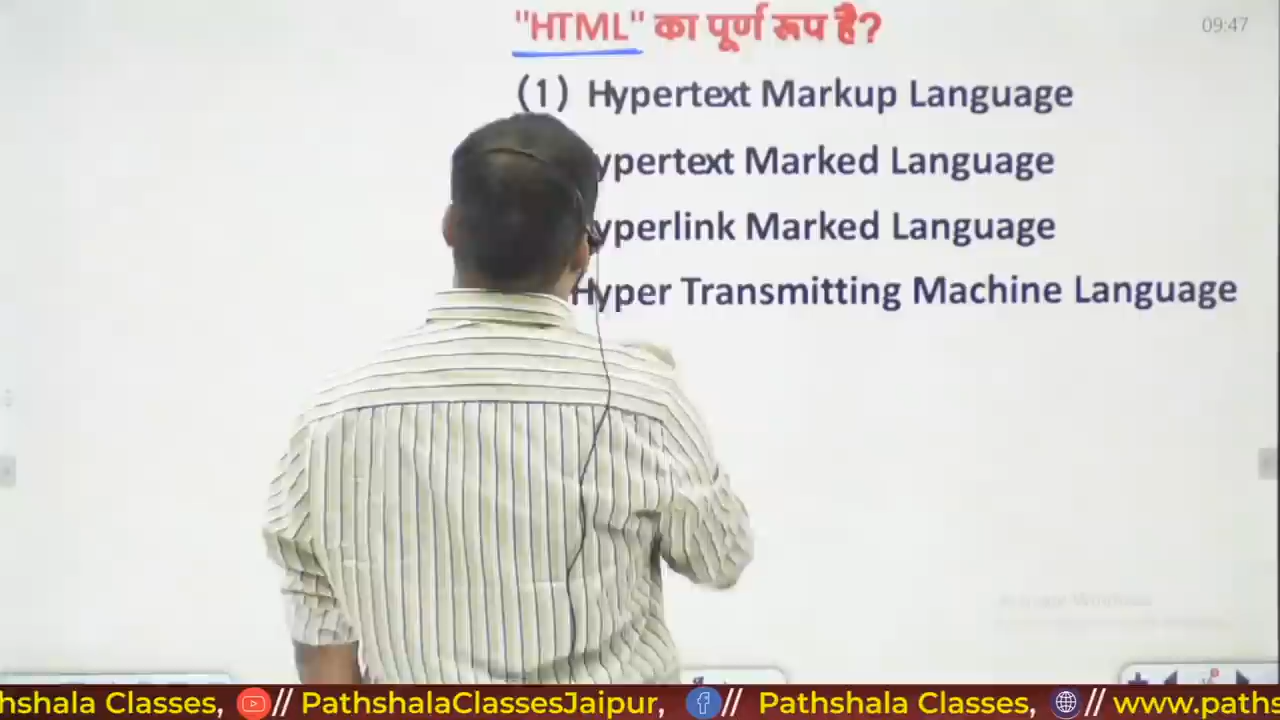 "HTML" का पूर्ण रूप है?
09:47
(1) Hypertext Markup Language
ypertext Marked Language
yperlink Marked Language
Hyper Transmitting Machine Language
thshala Classes, // PathshalaClassesJaipur, // Pathshala Classes, // www.paths